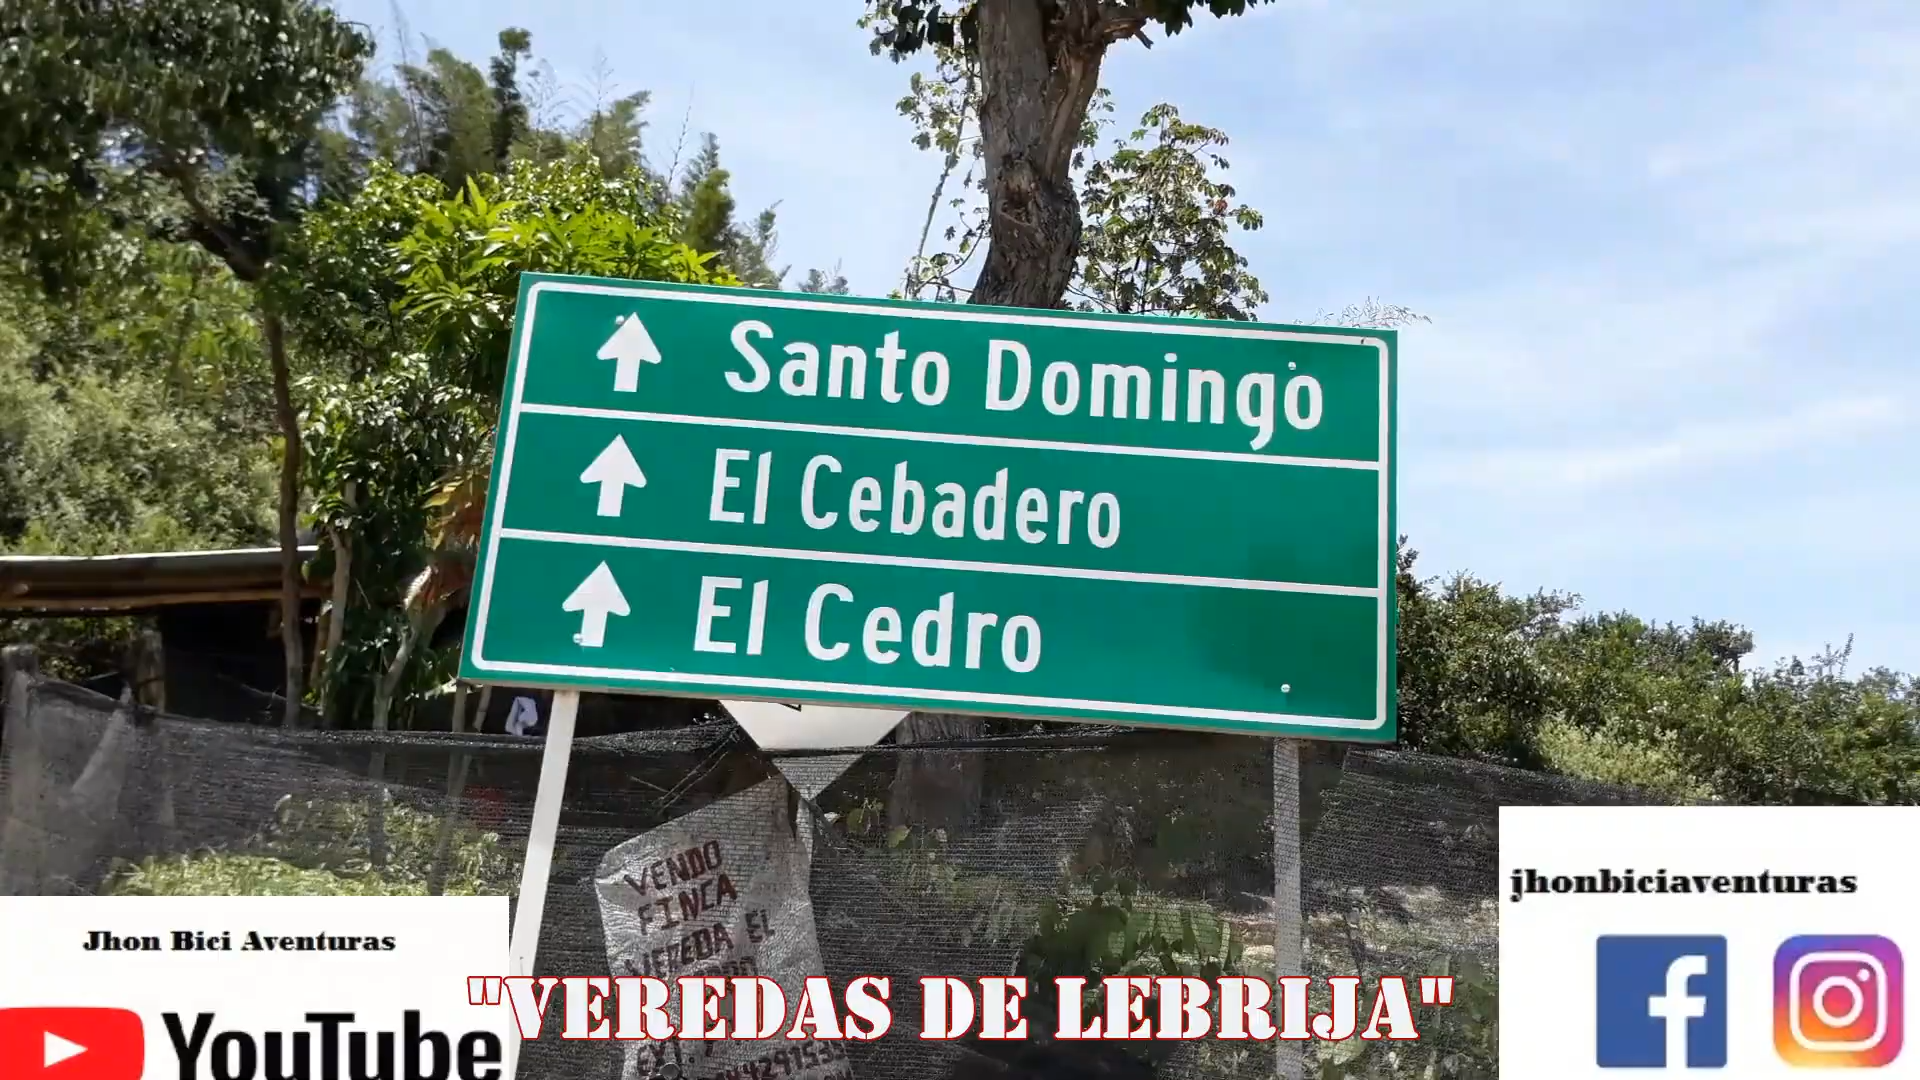 Santo Domingo
El Cebadero
El Cedro
VENDO
FINCA
VEREDA EL
jhonbiciaventuras
Jhon Bici Aventuras
YouTube
"VEREDAS DE LEBRIJA"